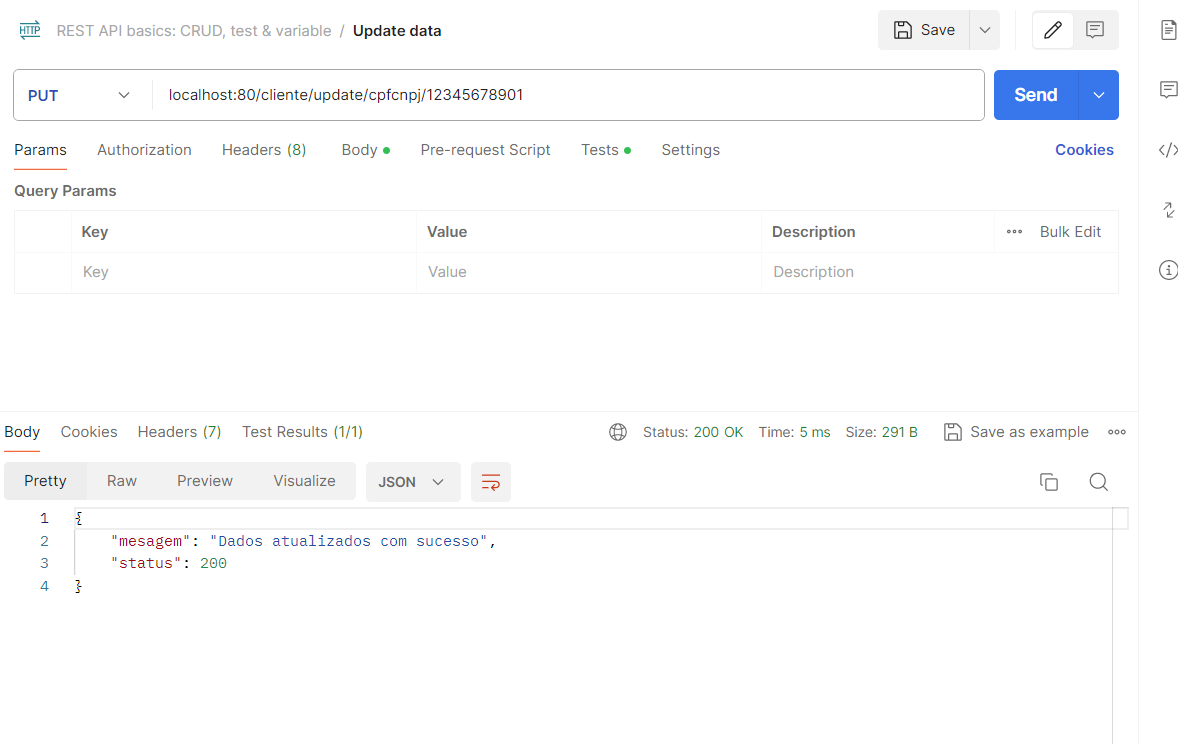 HTTP REST API basics: CRUD, test & variable / Update data Save
PUT localhost:80/cliente/update/cpfcnpj/12345678901 Send
Params Authorization Headers (8) Body Pre-request Script Tests Settings Cookies
Query Params
Key Value Description Bulk Edit
Key Value Description
Body Cookies Headers (7) Test Results (1/1) Status: 200 OK Time: 5 ms Size: 291 B Save as example
Pretty Raw Preview Visualize JSON
1 {
2 "mesagem": "Dados atualizados com sucesso",
3 "status": 200
4 }